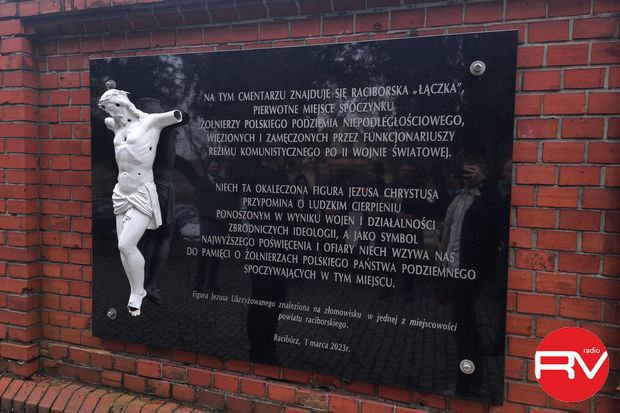 NA TYM CMENTARZU ZNAJDUJE SIĘ RACIBORSKA „ŁĄCZKA”,
PIERWOTNE MIEJSCE SPOCZYNKU
ŻOŁNIERZY POLSKIEGO PODZIEMIA NIEPODLEGŁOŚCIOWEGO,
WIĘZIONYCH I ZAMĘCZONYCH PRZEZ FUNKCJONARIUSZY
REŻIMU KOMUNISTYCZNEGO PO II WOJNIE ŚWIATOWEJ.
NIECH TA OKALECZONA FIGURA JEZUSA CHRYSTUSA
PRZYPOMINA O LUDZKIM CIERPIENIU
PONOSZONYM W WYNIKU WOJEN I DZIAŁALNOŚCI
ZBRODNICZYCH IDEOLOGII, A JAKO SYMBOL
NAJWYŻSZEGO POŚWIĘCENIA I OFIARY NIECH WZYWA NAS
DO PAMIĘCI O ŻOŁNIERZACH POLSKIEGO PAŃSTWA PODZIEMNEGO
SPOCZYWAJĄCYCH W TYM MIEJSCU.
Figura Jezusa Ukrzyżowanego znaleziona na złomowisku w jednej z miejscowości
powiatu raciborskiego.
Racibórz, 1 marca 2023r.
radio
RV